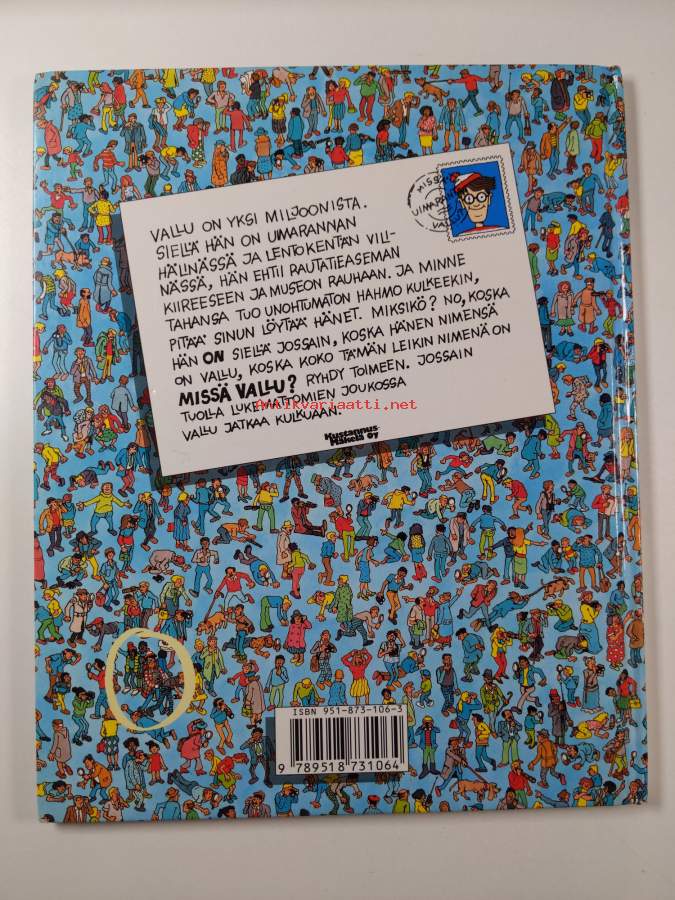 VALLU ON YKSI MILJOONISTA.
SIELLÄ HÄN ON UIMARANNAN
HÄLINÄSSÄ JA LENTOKENTÄN VILI-
NÄSSÄ, HÄN EHTII RAUTATIEASEMAN
KIIREESEEN JA MUSEON RAUHAAN. JA MINNE
TAHANSA TUO UNOHTUMATON HAHMO KULKEEKIN,
PITÄÄ SINUN LÖYTÄÄ HÄNET. MIKSIKÖ? NO, KOSKA
HÄN ON SIELLÄ JOSSAIN, KOSKA HÄNEN NIMENSÄ
ON VALLU, KOSKA KOKO TÄMÄN LEIKIN NIMENÄ ON
MISSÄ VALLU? RYHDY TOIMEEN. JOSSAIN
TUOLLA LUKEMATTOMIEN JOUKOSSA
VALLU JATKAA KULKUAAN.
Antikvariaatti.net
Kustannus
Mäkelä OY
ISBN 951-873-106-3
9 789518 731064